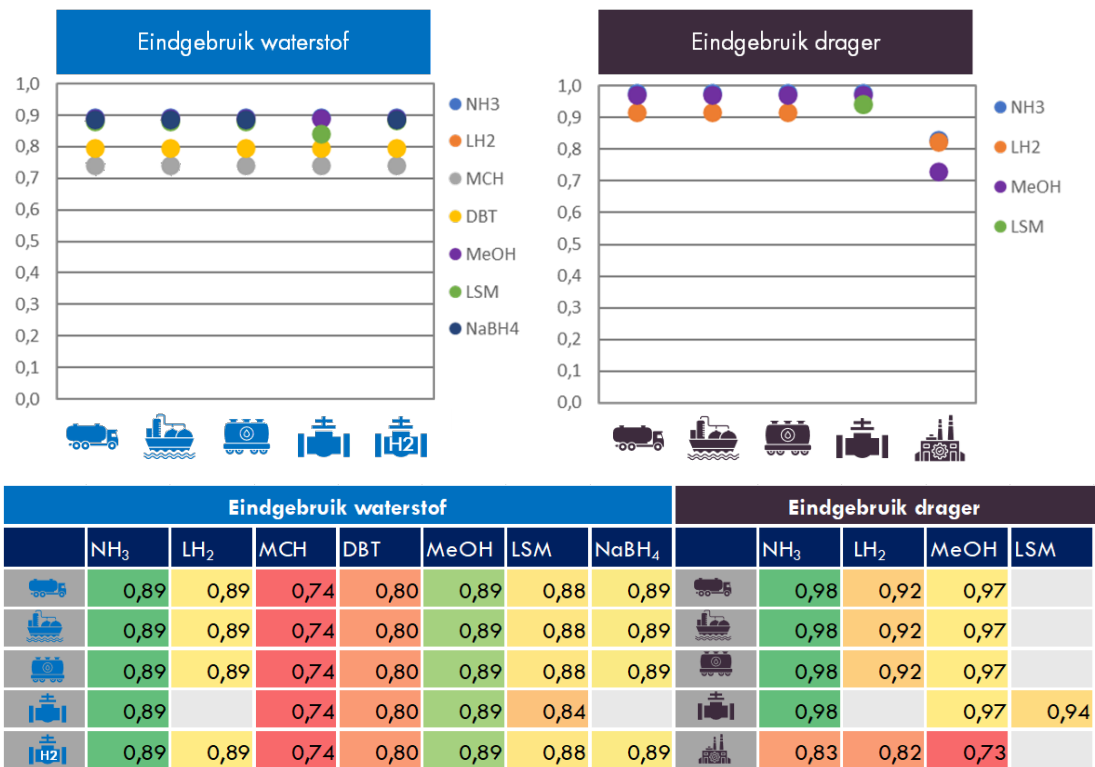 Eindgebruik waterstof
1,0
0,9
0,8
0,7
0,6
0,5
0,4
0,3
0,2
0,1
0,0
NH3
LH2
MCH
DBT
MeOH
LSM
NaBH4
H2
Eindgebruik drager
1,0
0,9
0,8
0,7
0,6
0,5
0,4
0,3
0,2
0,1
0,0
NH3
LH2
MeOH
LSM
Eindgebruik waterstof Eindgebruik drager
NH₃ LH₂ MCH DBT MeOH LSM NaBH₄ NH₃ LH₂ MeOH LSM
0,89 0,89 0,74 0,80 0,89 0,88 0,89 0,98 0,92 0,97
0,89 0,89 0,74 0,80 0,89 0,88 0,89 0,98 0,92 0,97
0,89 0,89 0,74 0,80 0,89 0,88 0,89 0,98 0,92 0,97
0,89 0,74 0,80 0,89 0,84 0,98 0,97 0,94
H2 0,89 0,89 0,74 0,80 0,89 0,88 0,89 0,83 0,82 0,73